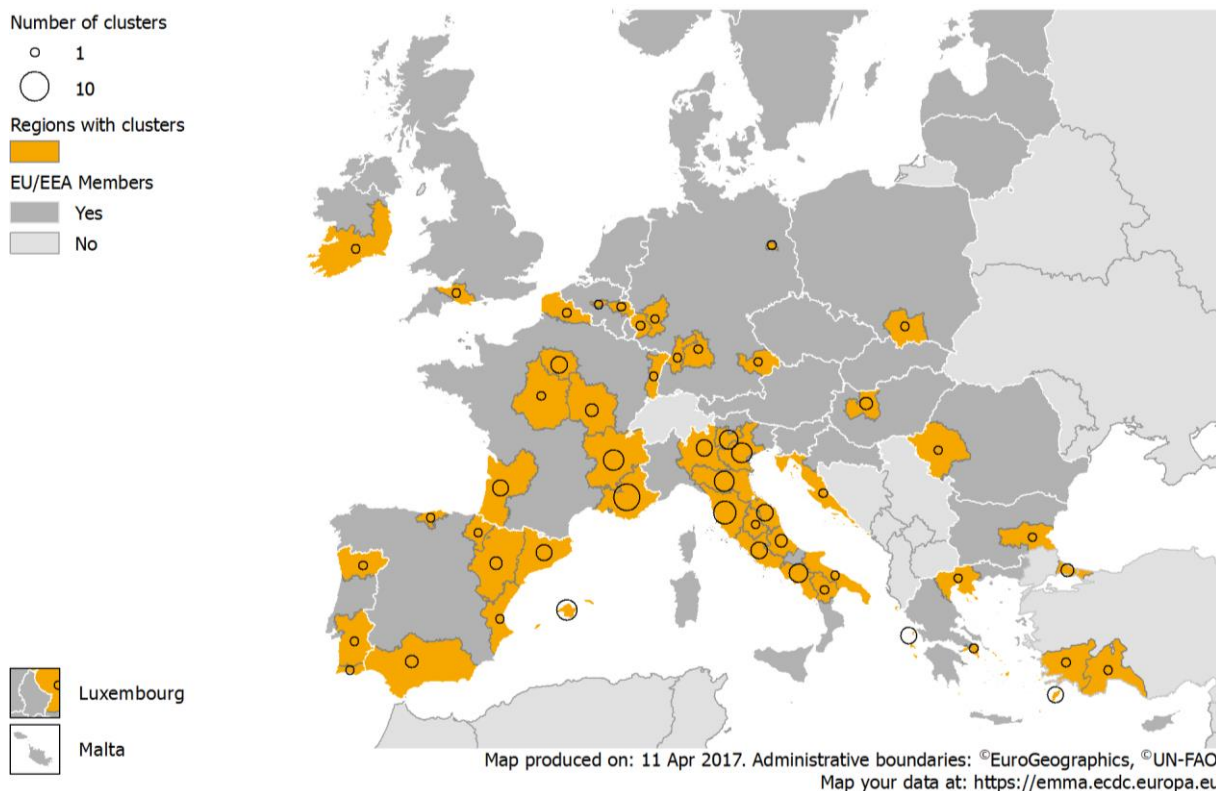 Number of clusters
1
10
Regions with clusters
EU/EEA Members
Yes
No
Luxembourg
Malta
Map produced on: 11 Apr 2017. Administrative boundaries: ©EuroGeographics, ©UN-FAO
Map your data at: https://emma.ecdc.europa.eu